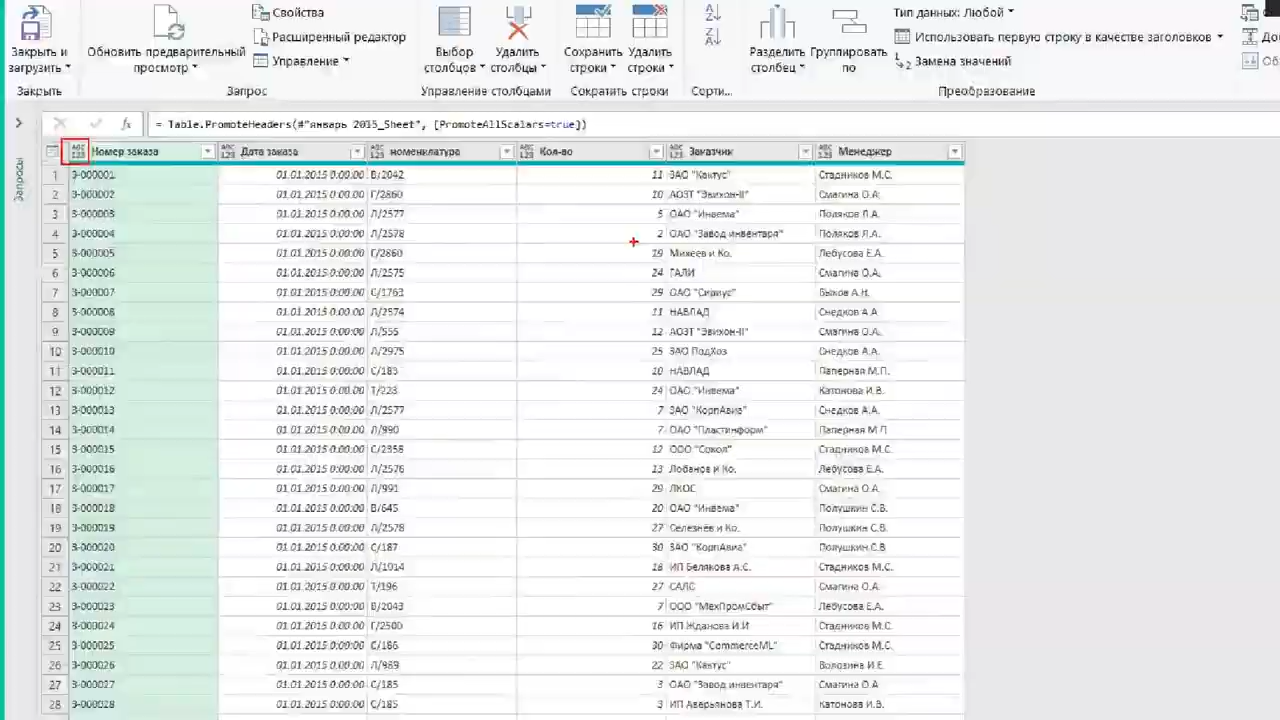 Закрыть и загрузить
Обновить предварительный просмотр
Свойства
Расширенный редактор
Управление
Выбор столбцов
Удалить столбцы
Сохранить строки
Удалить строки
Разделить столбец
Группировать по
Тип данных: Любой
Использовать первую строку в качестве заголовков
Замена значений
Закрыть
Запрос
Управление столбцами
Сократить строки
Сорти...
Преобразование
fx = Table.PromoteHeaders(#"январь 2015_Sheet", [PromoteAllScalars=true])
Запросы
ABC 123 Номер заказа ABC 123 Дата заказа ABC 123 номенклатура ABC 123 Кол-во ABC 123 Заказчик ABC 123 Менеджер
1 З-000001 01.01.2015 0:00:00 В/2042 11 ЗАО "Кактус" Стадников М.С.
2 З-000002 01.01.2015 0:00:00 Г/2860 10 АОЗТ "Эвихон-II" Смагина О.А.
3 З-000003 01.01.2015 0:00:00 Л/2577 5 ОАО "Инвема" Поляков Л.А.
4 З-000004 01.01.2015 0:00:00 Л/2578 2 ОАО "Завод инвентаря" Поляков Л.А.
5 З-000005 01.01.2015 0:00:00 Г/2860 19 Михеев и Ко. Лебусова Е.А.
6 З-000006 01.01.2015 0:00:00 Л/2575 24 ГАЛИ Смагина О.А.
7 З-000007 01.01.2015 0:00:00 С/1763 29 ОАО "Сириус" Быков А.Н.
8 З-000008 01.01.2015 0:00:00 Л/2574 11 НАВЛАД Снедков А.А.
9 З-000009 01.01.2015 0:00:00 Л/555 12 АОЗТ "Эвихон-II" Смагина О.А.
10 З-000010 01.01.2015 0:00:00 Л/2975 25 ЗАО ПодХоз Снедков А.А.
11 З-000011 01.01.2015 0:00:00 С/183 10 НАВЛАД Паперная М.П.
12 З-000012 01.01.2015 0:00:00 Т/223 24 ОАО "Инвема" Катонова И.В.
13 З-000013 01.01.2015 0:00:00 Л/2577 7 ЗАО "КорпАвиа" Снедков А.А.
14 З-000014 01.01.2015 0:00:00 Л/990 7 ОАО "Пластинформ" Паперная М.П.
15 З-000015 01.01.2015 0:00:00 С/2358 12 ООО "Сокол" Стадников М.С.
16 З-000016 01.01.2015 0:00:00 Л/2576 13 Лобанов и Ко. Лебусова Е.А.
17 З-000017 01.01.2015 0:00:00 Л/991 29 ЛКОС Смагина О.А.
18 З-000018 01.01.2015 0:00:00 В/645 20 ОАО "Инвема" Полушкин С.В.
19 З-000019 01.01.2015 0:00:00 Л/2578 27 Селезнёв и Ко. Полушкин С.В.
20 З-000020 01.01.2015 0:00:00 С/187 30 ЗАО "КорпАвиа" Полушкин С.В.
21 З-000021 01.01.2015 0:00:00 Л/1914 18 ИП Белякова А.С. Стадников М.С.
22 З-000022 01.01.2015 0:00:00 Т/196 27 САЛС Смагина О.А.
23 З-000023 01.01.2015 0:00:00 В/2043 7 ООО "МехПромСбыт" Лебусова Е.А.
24 З-000024 01.01.2015 0:00:00 Г/2500 16 ИП Жданова И.И. Стадников М.С.
25 З-000025 01.01.2015 0:00:00 С/186 30 Фирма "CommerceML" Стадников М.С.
26 З-000026 01.01.2015 0:00:00 Л/989 22 ЗАО "Кактус" Волозина И.Е.
27 З-000027 01.01.2015 0:00:00 С/185 3 ОАО "Завод инвентаря" Смагина О.А.
28 З-000028 01.01.2015 0:00:00 С/185 3 ИП Аверьянова Т.И. Катонова И.В.